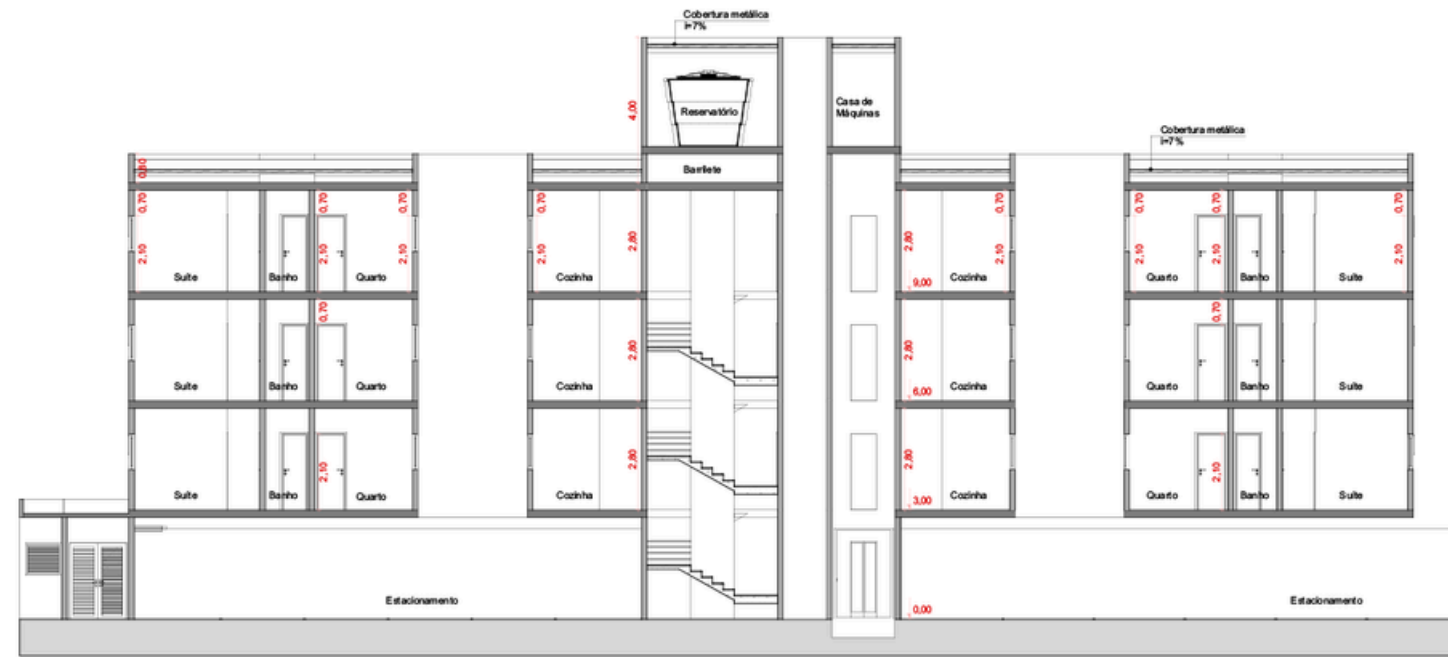 Cobertura metálica
i=7%
4,00
Reservatório
Casa de
Máquinas
Cobertura metálica
i=7%
Barrilete
0,70
0,70
0,70
0,70
0,70
0,70
0,70
0,70
2,10
2,10
2,10
2,10
2,80
2,80
2,10
2,10
2,10
2,10
9,00
Suíte
Banho
Quarto
Cozinha
Cozinha
Quarto
Banho
Suíte
0,70
0,70
2,80
2,80
6,00
Suíte
Banho
Quarto
Cozinha
Cozinha
Quarto
Banho
Suíte
2,10
2,80
2,80
2,10
3,00
Suíte
Banho
Quarto
Cozinha
Cozinha
Quarto
Banho
Suíte
Estacionamento
0,00
Estacionamento